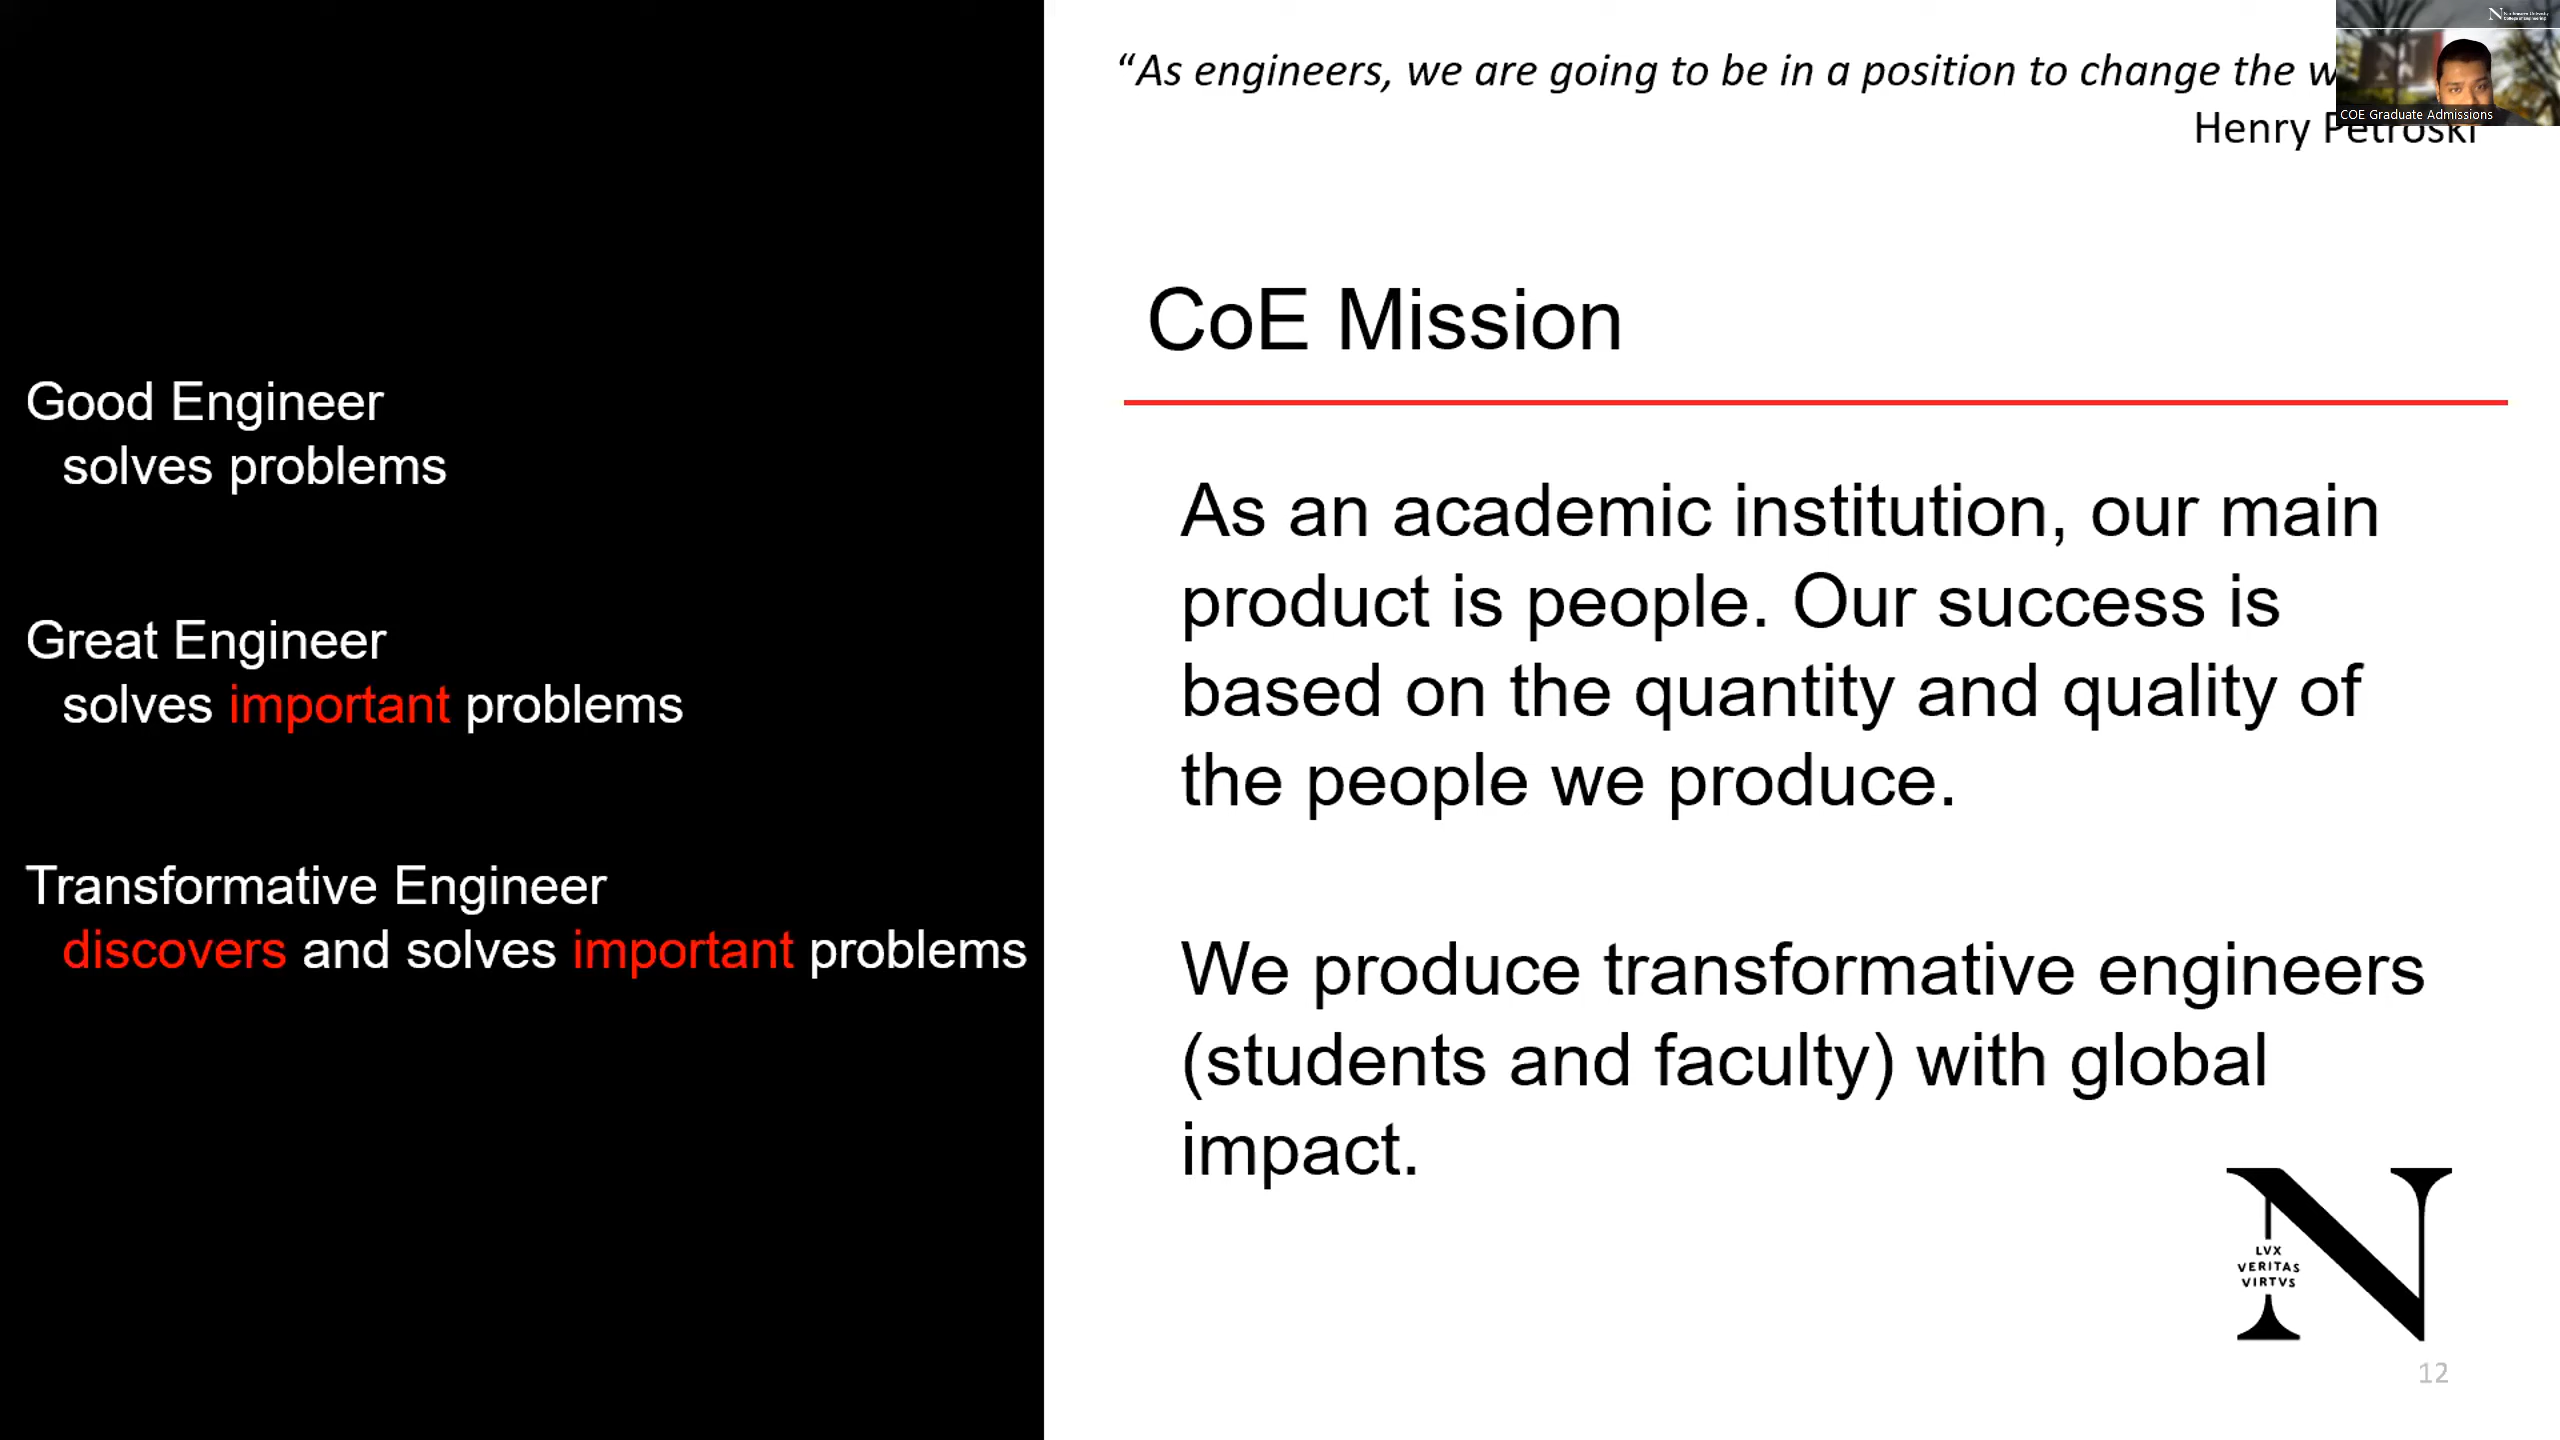 Good Engineer
solves problems
Great Engineer
solves important problems
Transformative Engineer
discovers and solves important problems
“As engineers, we are going to be in a position to change the w
Henry Petroski
CoE Mission
As an academic institution, our main
product is people. Our success is
based on the quantity and quality of
the people we produce.
We produce transformative engineers
(students and faculty) with global
impact.
LVX
VERITAS
VIRTVS
N
12
N
COE Graduate Admissions